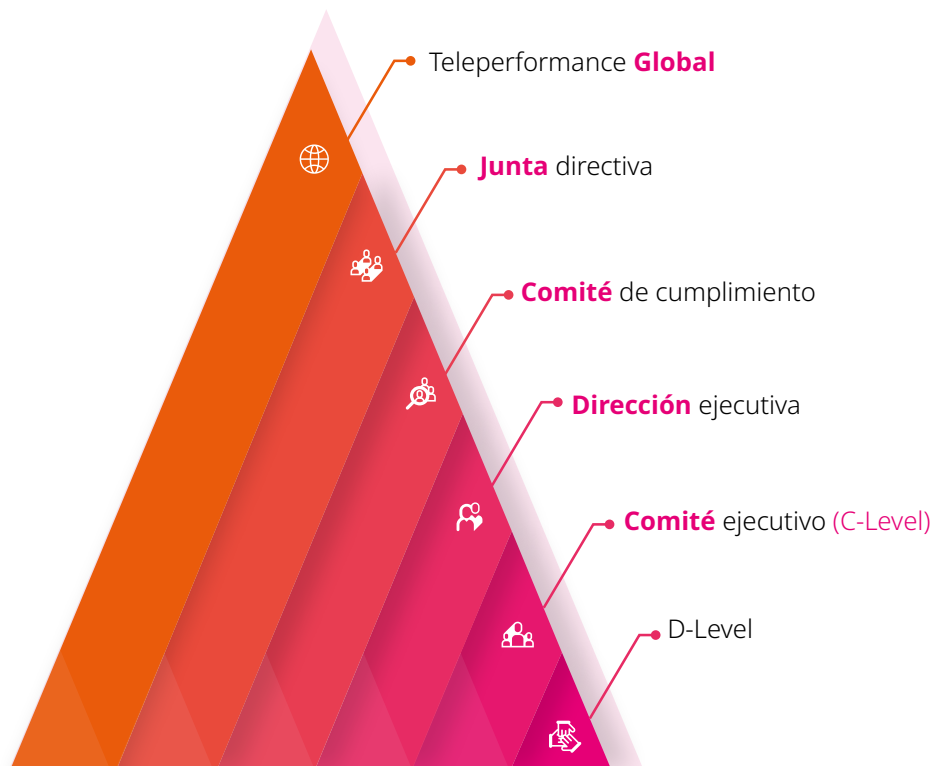 Teleperformance Global
Junta directiva
Comité de cumplimiento
Dirección ejecutiva
Comité ejecutivo (C-Level)
D-Level